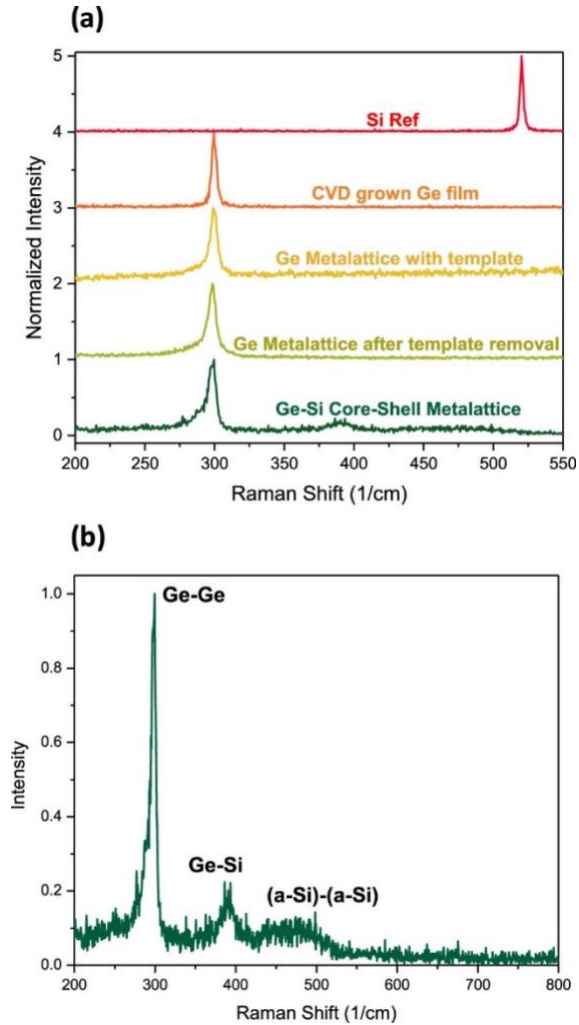 (a)
5
4
3
2
1
0
Normalized Intensity
Si Ref
CVD grown Ge film
Ge Metalattice with template
Ge Metalattice after template removal
Ge-Si Core-Shell Metalattice
200 250 300 350 400 450 500 550
Raman Shift (1/cm)
(b)
1.0
0.8
0.6
0.4
0.2
0.0
Intensity
Ge-Ge
Ge-Si
(a-Si)-(a-Si)
200 300 400 500 600 700 800
Raman Shift (1/cm)